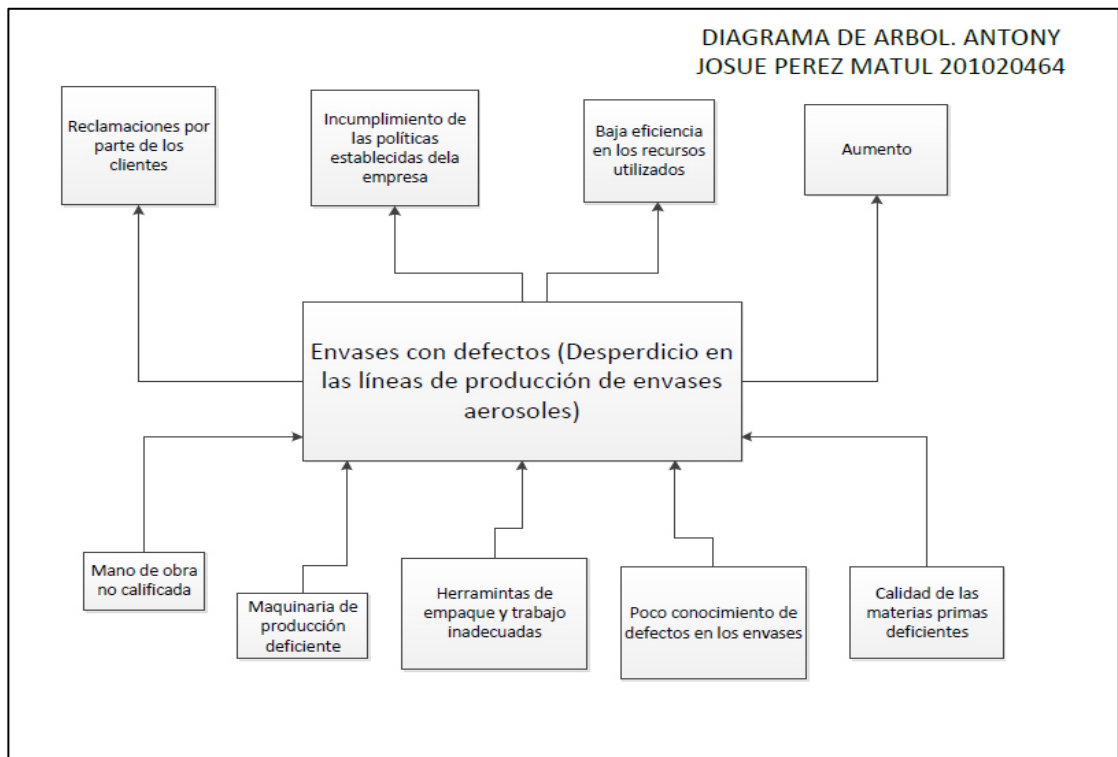 DIAGRAMA DE ARBOL. ANTONY
JOSUE PEREZ MATUL 201020464
Reclamaciones por
parte de los
clientes
Incumplimiento de
las políticas
establecidas dela
empresa
Baja eficiencia
en los recursos
utilizados
Aumento
Envases con defectos (Desperdicio en
las líneas de producción de envases
aerosoles)
Mano de obra
no calificada
Maquinaria de
producción
deficiente
Herramintas de
empaque y trabajo
inadecuadas
Poco conocimiento de
defectos en los envases
Calidad de las
materias primas
deficientes